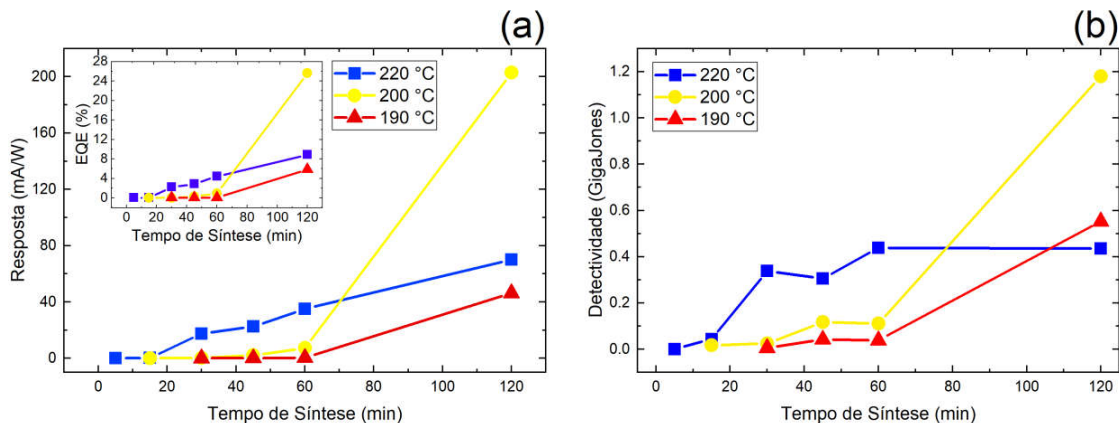 (a)
200
160
120
80
40
0
Resposta (mA/W)
0 20 40 60 80 100 120
Tempo de Síntese (min)
28
24
20
16
12
8
4
0
EQE (%)
0 20 40 60 80 100 120
Tempo de Síntese (min)
220 °C
200 °C
190 °C
(b)
1.2
1.0
0.8
0.6
0.4
0.2
0.0
Detectividade (GigaJones)
0 20 40 60 80 100 120
Tempo de Síntese (min)
220 °C
200 °C
190 °C